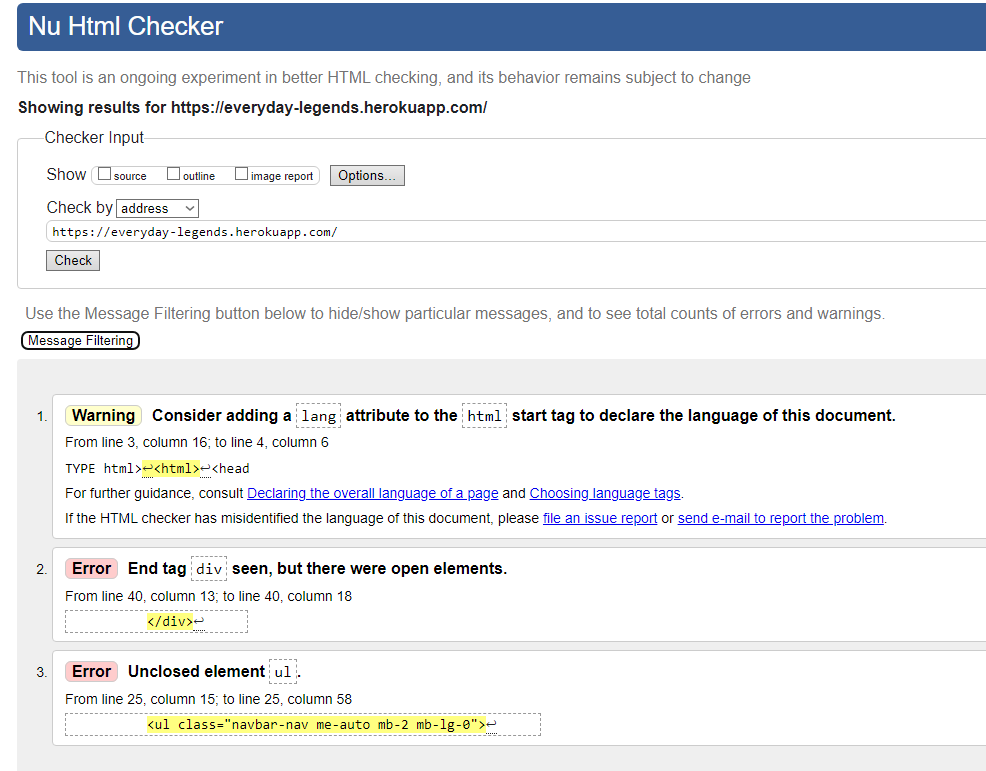 Nu Html Checker
This tool is an ongoing experiment in better HTML checking, and its behavior remains subject to change
Showing results for https://everyday-legends.herokuapp.com/
Checker Input
Show source outline image report Options...
Check by address
https://everyday-legends.herokuapp.com/
Check
Use the Message Filtering button below to hide/show particular messages, and to see total counts of errors and warnings.
Message Filtering
1. Warning Consider adding a lang attribute to the html start tag to declare the language of this document.
From line 3, column 16; to line 4, column 6
TYPE html>↩<html>↩<head
For further guidance, consult Declaring the overall language of a page and Choosing language tags.
If the HTML checker has misidentified the language of this document, please file an issue report or send e-mail to report the problem.
2. Error End tag div seen, but there were open elements.
From line 40, column 13; to line 40, column 18
</div>↩
3. Error Unclosed element ul.
From line 25, column 15; to line 25, column 58
<ul class="navbar-nav me-auto mb-2 mb-lg-0">↩